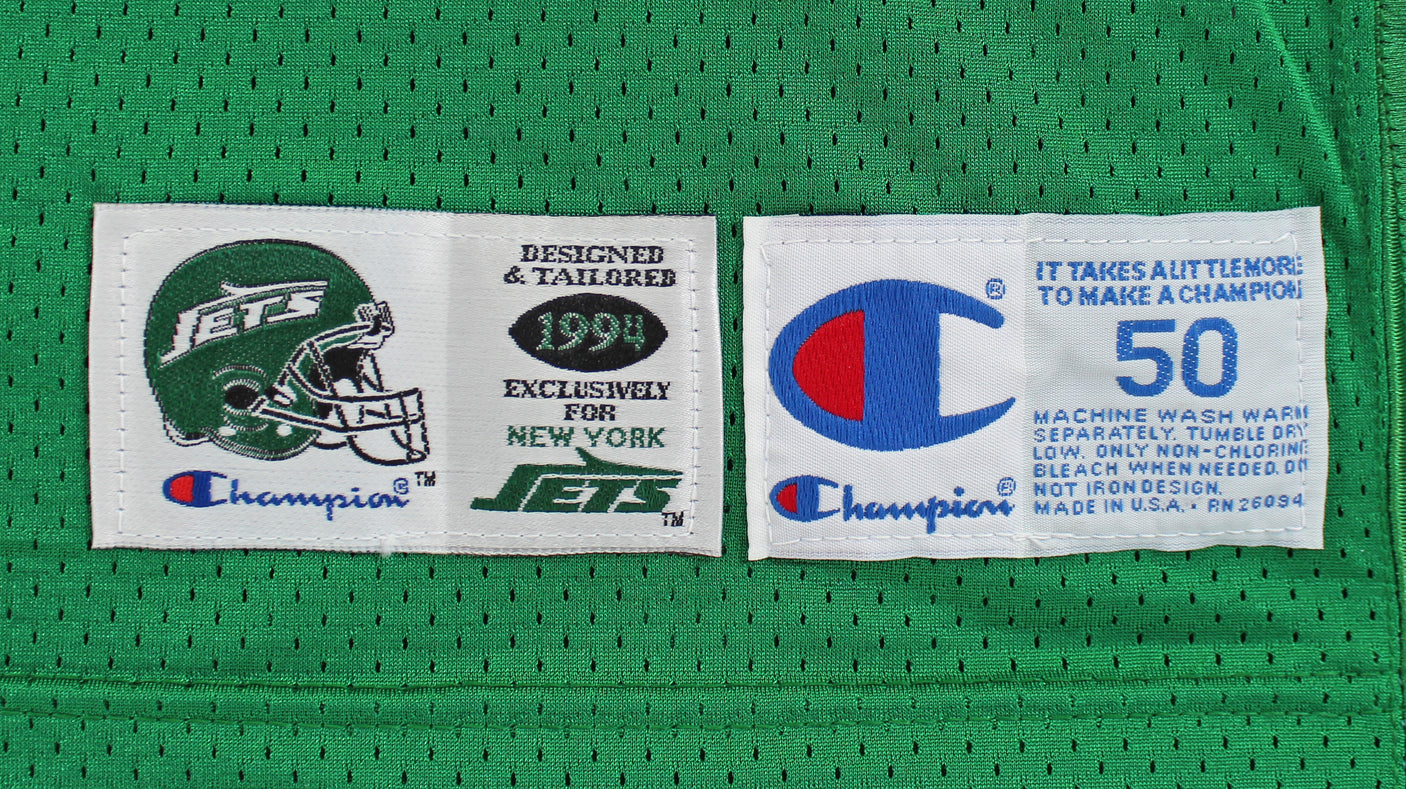 JETS
Champion®
™
DESIGNED
& TAILORED
1994
EXCLUSIVELY
FOR
NEW YORK
JETS
™
®
Champion®
IT TAKES A LITTLE MORE
TO MAKE A CHAMPION
50
MACHINE WASH WARM
SEPARATELY. TUMBLE DRY
LOW. ONLY NON-CHLORINE
BLEACH WHEN NEEDED. DO
NOT IRON DESIGN.
MADE IN U.S.A. • RN 26094